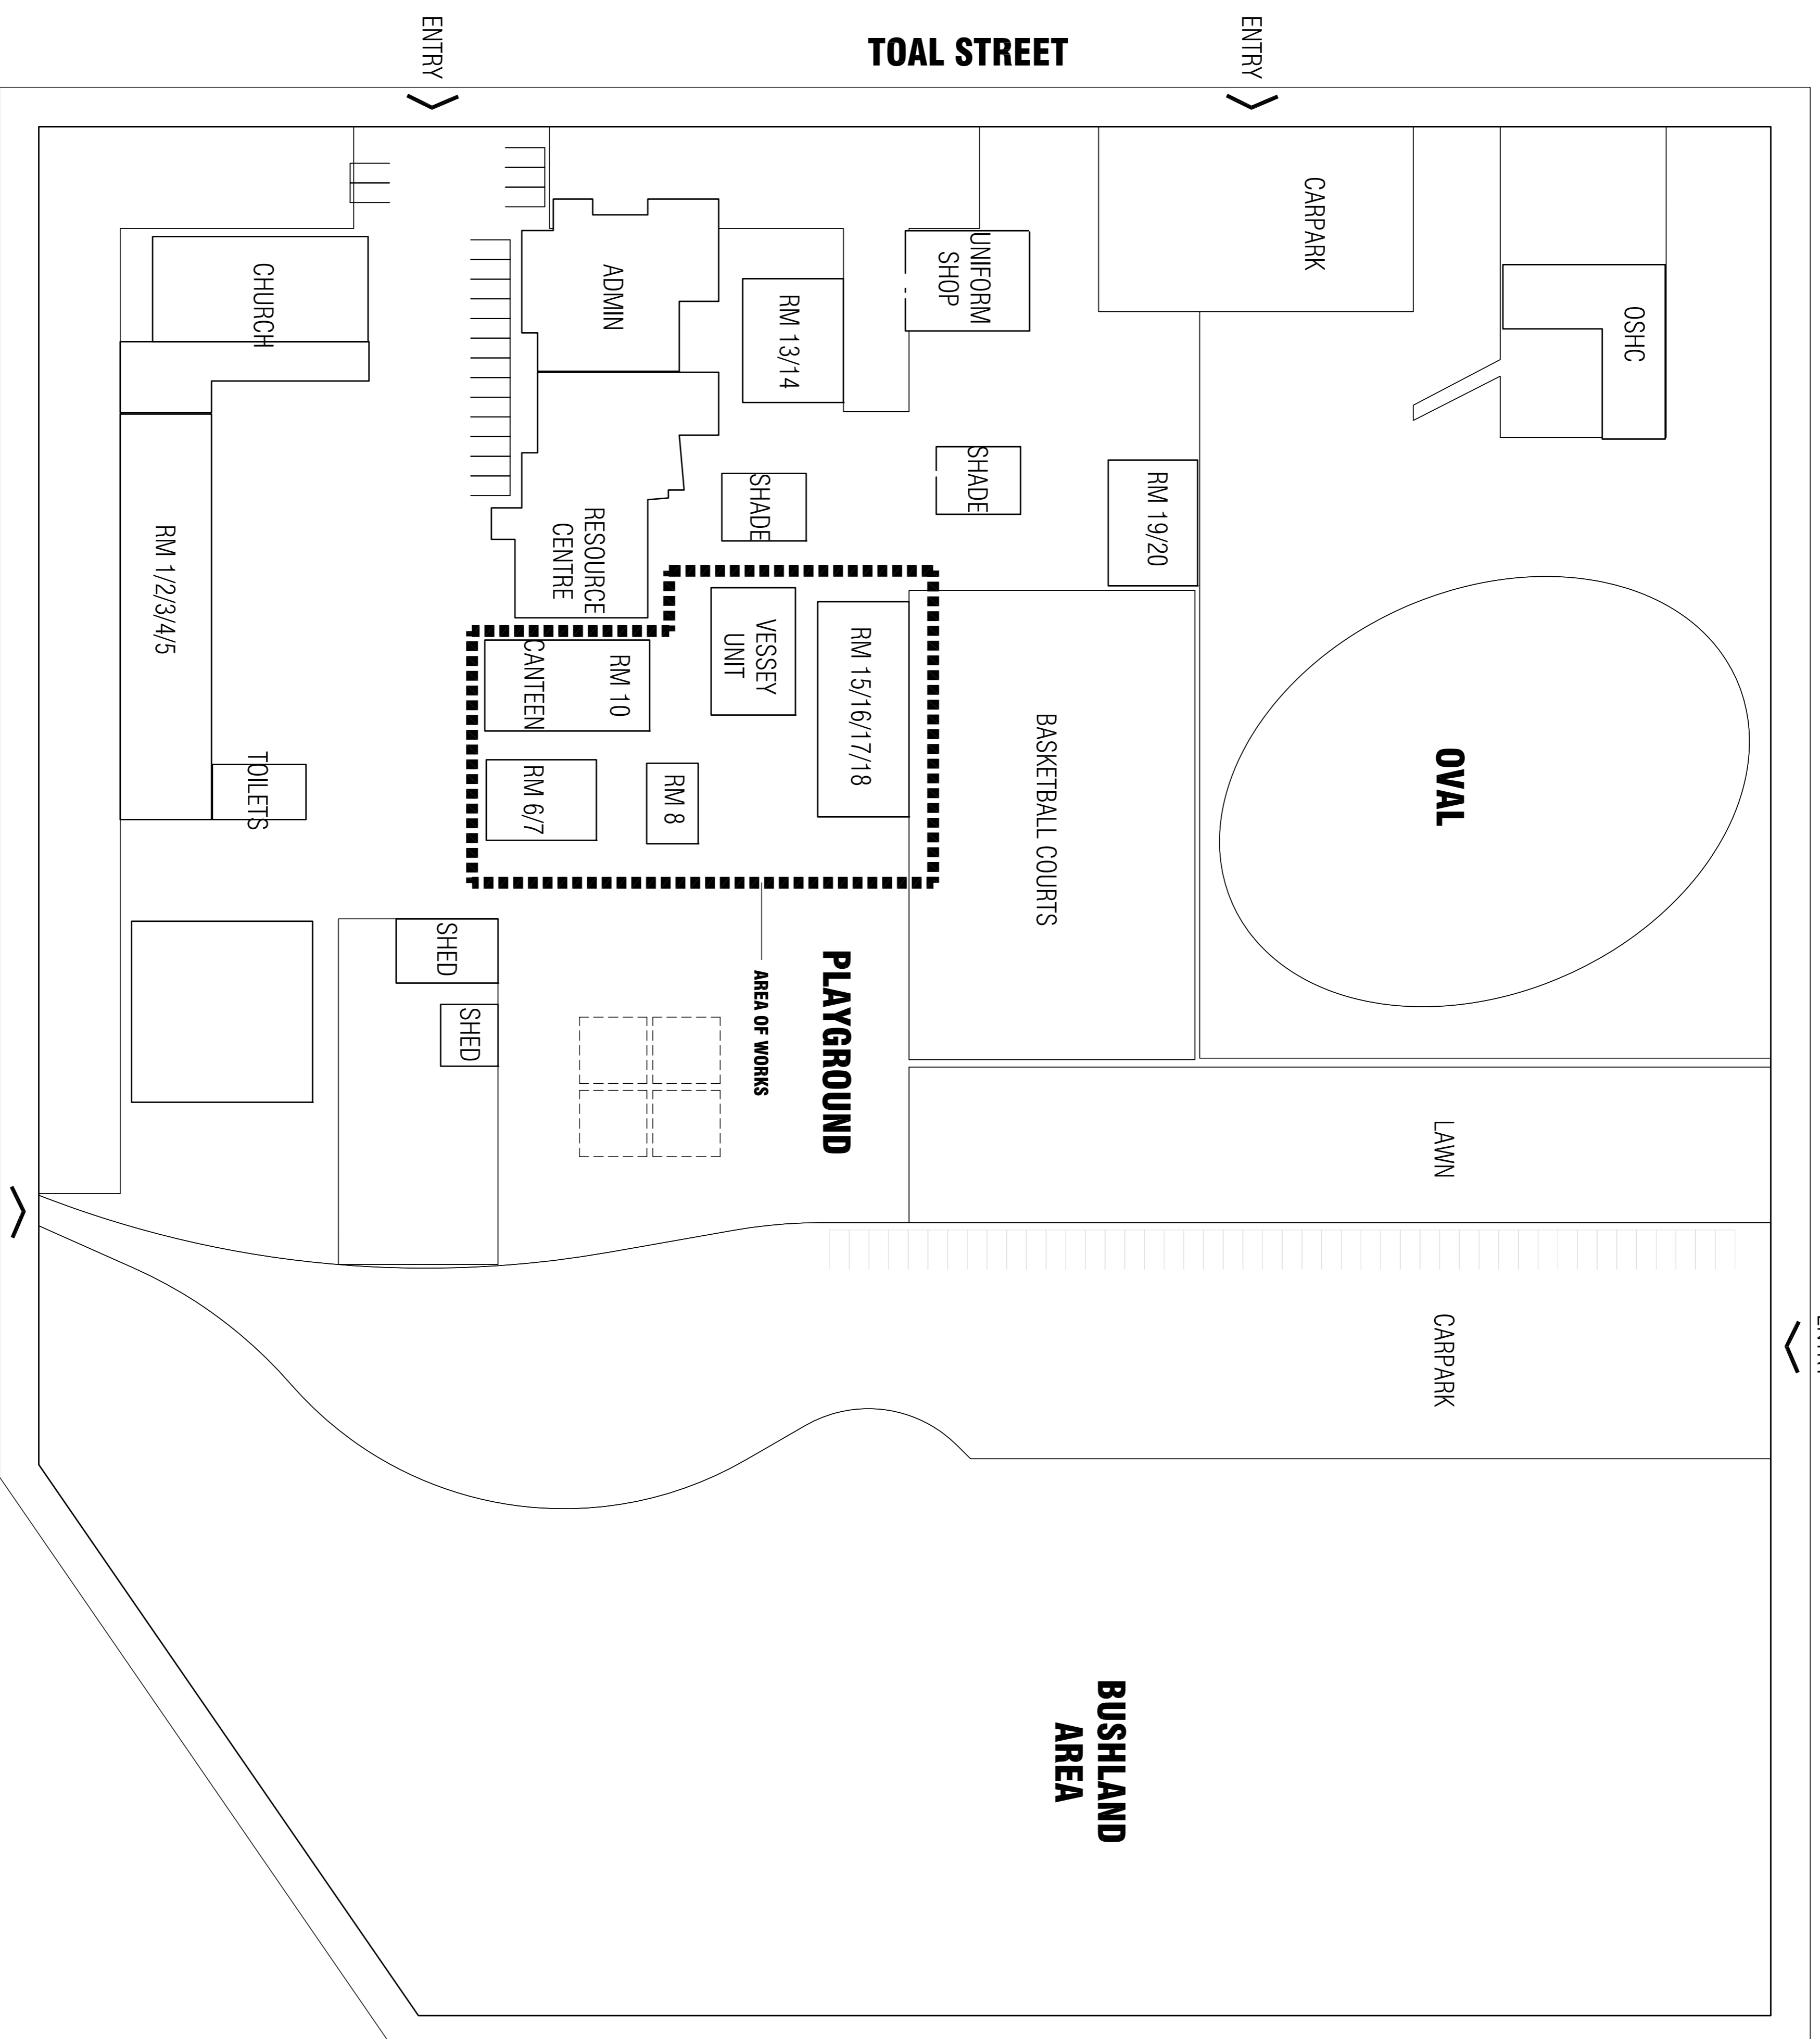 TOAL STREET
ENTRY
ENTRY
CARPARK
OSHC
UNIFORM
SHOP
CHURCH
ADMIN
RM 13/14
SHADE
SHADE
RM 19/20
RESOURCE
CENTRE
RM 1/2/3/4/5
VESSEY
UNIT
RM 15/16/17/18
RM 10
CANTEEN
RM 6/7
RM 8
TOILETS
BASKETBALL COURTS
OVAL
SHED
SHED
AREA OF WORKS
PLAYGROUND
LAWN
CARPARK
ENTRY
BUSHLAND
AREA